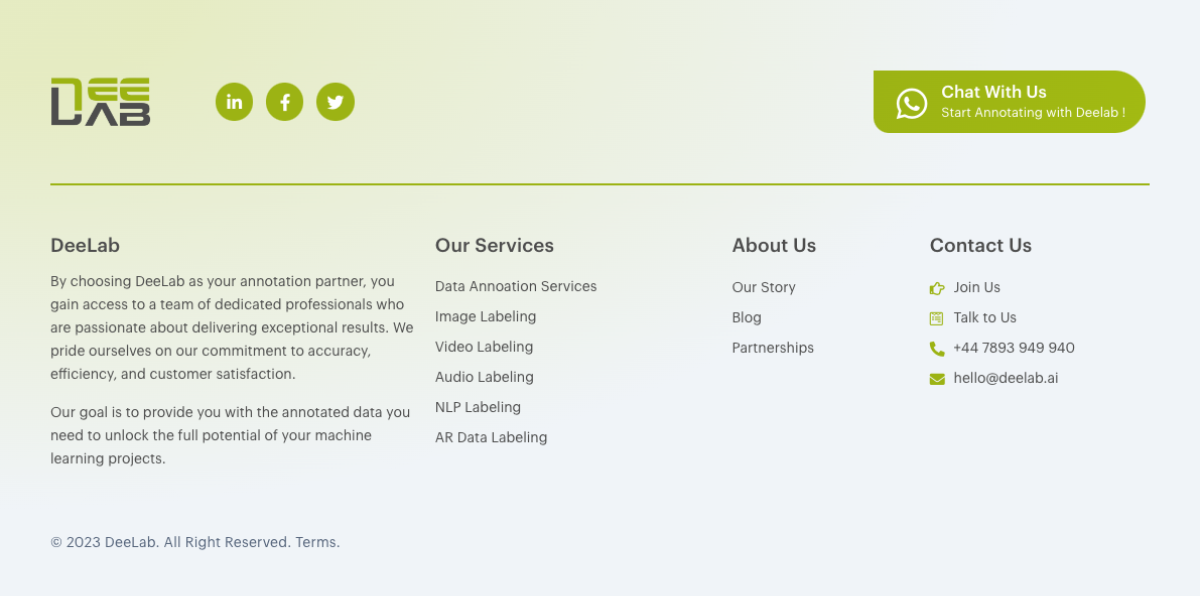 DEE
LAB
in
f
Chat With Us
Start Annotating with Deelab !
DeeLab
By choosing DeeLab as your annotation partner, you
gain access to a team of dedicated professionals who
are passionate about delivering exceptional results. We
pride ourselves on our commitment to accuracy,
efficiency, and customer satisfaction.
Our goal is to provide you with the annotated data you
need to unlock the full potential of your machine
learning projects.
Our Services
Data Annoation Services
Image Labeling
Video Labeling
Audio Labeling
NLP Labeling
AR Data Labeling
About Us
Our Story
Blog
Partnerships
Contact Us
Join Us
Talk to Us
+44 7893 949 940
hello@deelab.ai
© 2023 DeeLab. All Right Reserved. Terms.